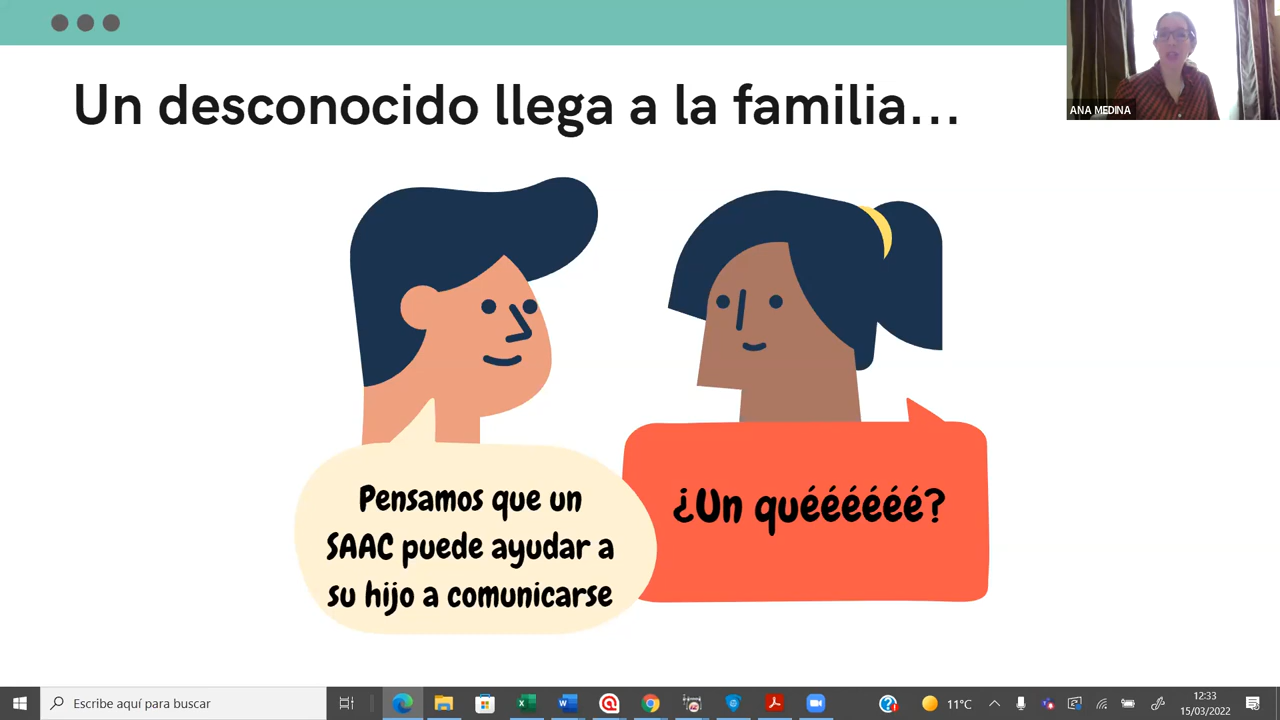 Un desconocido llega a la familia...
ANA MEDINA
Pensamos que un
SAAC puede ayudar a
su hijo a comunicarse
¿Un quéééééé?
Escribe aquí para buscar
11°C
12:33
15/03/2022